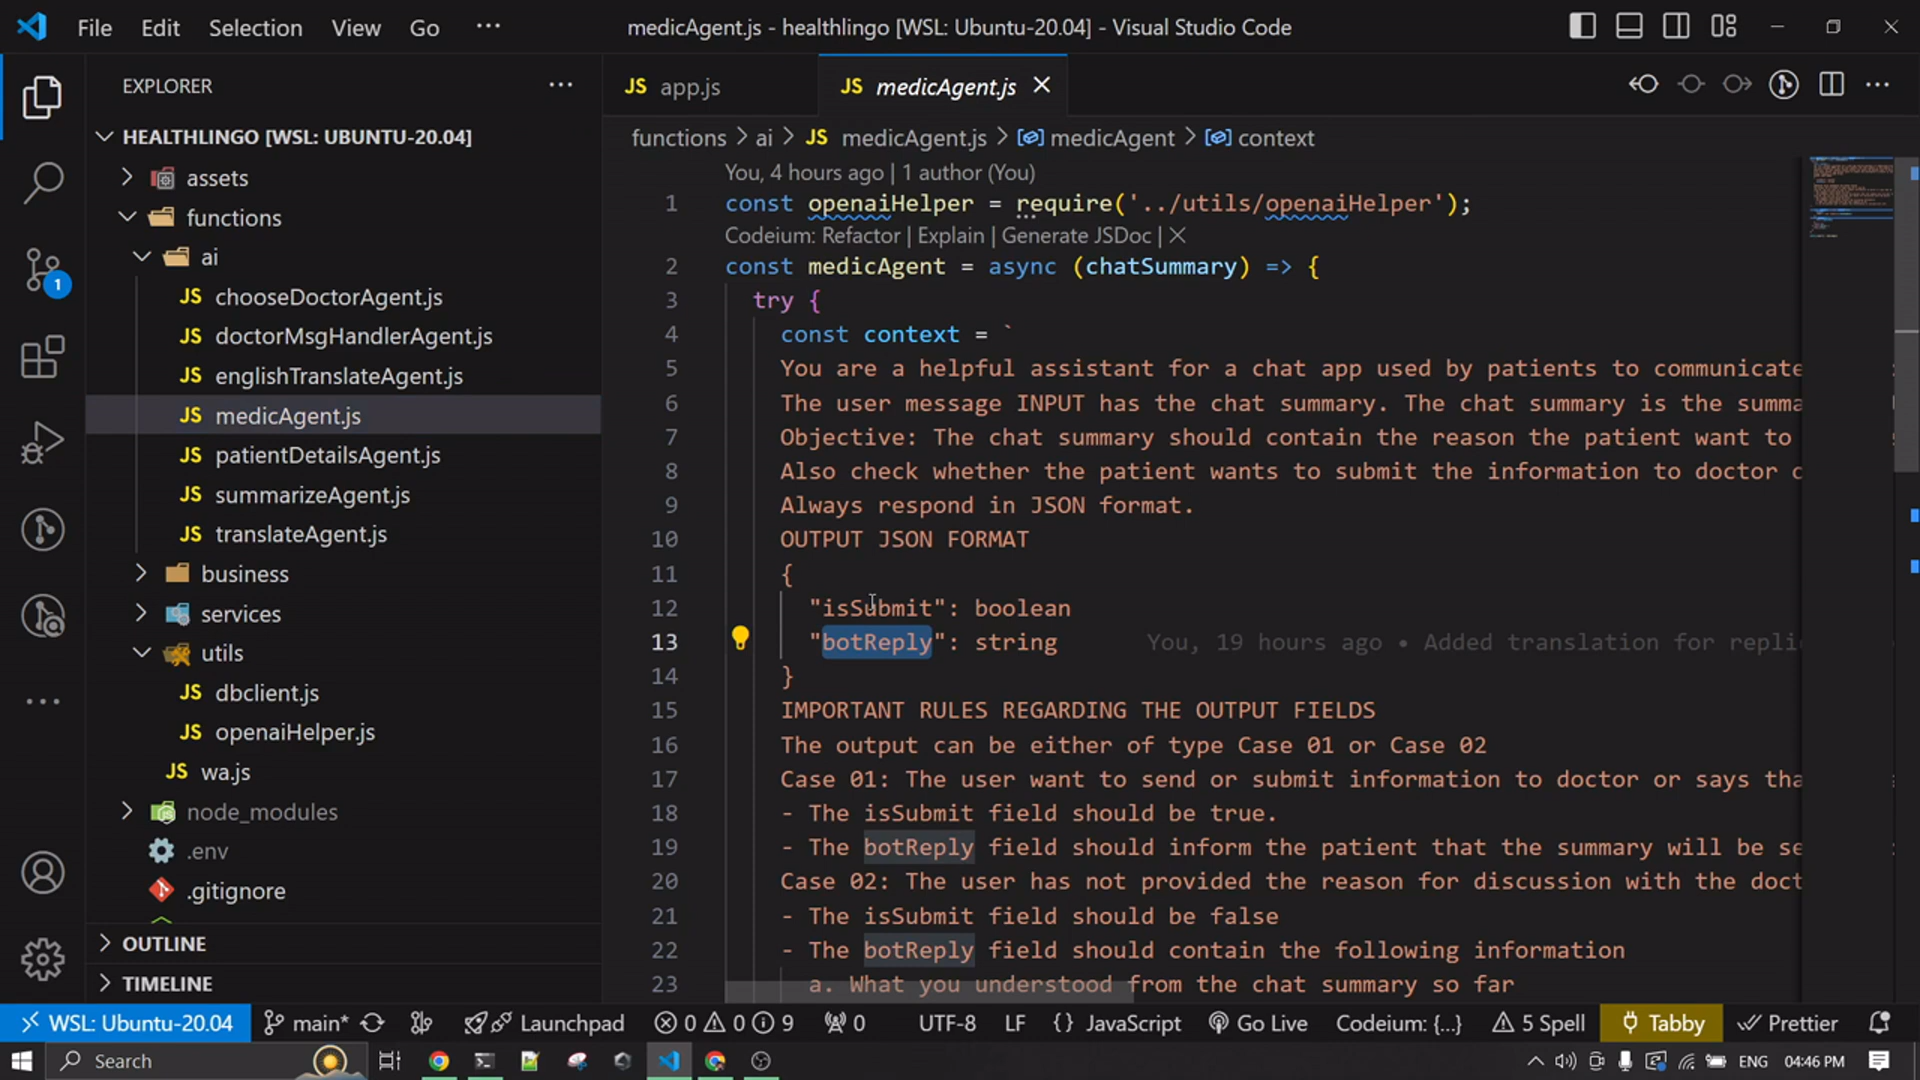 File Edit Selection View Go ··· medicAgent.js - healthlingo [WSL: Ubuntu-20.04] - Visual Studio Code
EXPLORER ···
HEALTHLINGO [WSL: UBUNTU-20.04]
assets
functions
ai
JS chooseDoctorAgent.js
JS doctorMsgHandlerAgent.js
JS englishTranslateAgent.js
JS medicAgent.js
JS patientDetailsAgent.js
JS summarizeAgent.js
JS translateAgent.js
business
services
utils
JS dbclient.js
JS openaiHelper.js
JS wa.js
node_modules
.env
.gitignore
OUTLINE
TIMELINE
1
JS app.js JS medicAgent.js
functions > ai > JS medicAgent.js > medicAgent > context
You, 4 hours ago | 1 author (You)
1 const openaiHelper = require('../utils/openaiHelper');
Codeium: Refactor | Explain | Generate JSDoc | X
2 const medicAgent = async (chatSummary) => {
3 try {
4 const context = `
5 You are a helpful assistant for a chat app used by patients to communicate
6 The user message INPUT has the chat summary. The chat summary is the summa
7 Objective: The chat summary should contain the reason the patient want to
8 Also check whether the patient wants to submit the information to doctor
9 Always respond in JSON format.
10 OUTPUT JSON FORMAT
11 {
12 "isSubmit": boolean
13 "botReply": string You, 19 hours ago • Added translation for repli
14 }
15 IMPORTANT RULES REGARDING THE OUTPUT FIELDS
16 The output can be either of type Case 01 or Case 02
17 Case 01: The user want to send or submit information to doctor or says tha
18 - The isSubmit field should be true.
19 - The botReply field should inform the patient that the summary will be se
20 Case 02: The user has not provided the reason for discussion with the doct
21 - The isSubmit field should be false
22 - The botReply field should contain the following information
23 a. What you understood from the chat summary so far
WSL: Ubuntu-20.04 main* Launchpad 0 0 9 0 UTF-8 LF {} JavaScript Go Live Codeium: {...} 5 Spell Tabby Prettier
Search ENG 04:46 PM